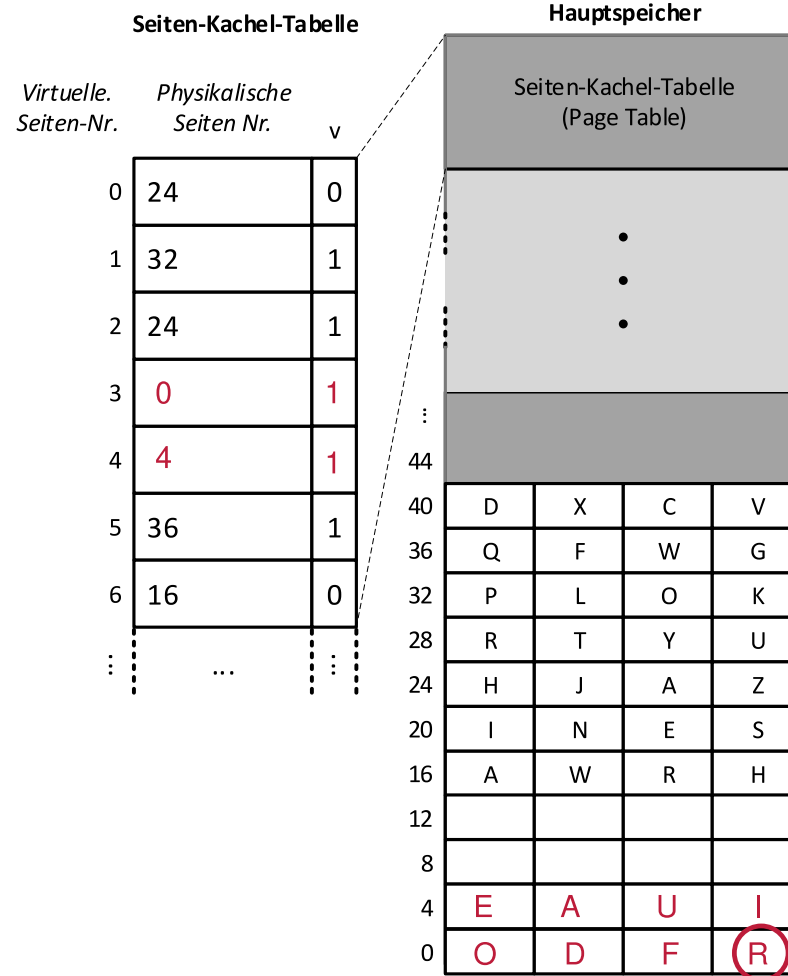 Seiten-Kachel-Tabelle
Virtuelle. Physikalische
Seiten-Nr. Seiten Nr. v
0 24 0
1 32 1
2 24 1
3 0 1
4 4 1
5 36 1
6 16 0
... ... ...
Hauptspeicher
Seiten-Kachel-Tabelle
(Page Table)
...
44
40 D X C V
36 Q F W G
32 P L O K
28 R T Y U
24 H J A Z
20 I N E S
16 A W R H
12
8
4 E A U I
0 O D F R